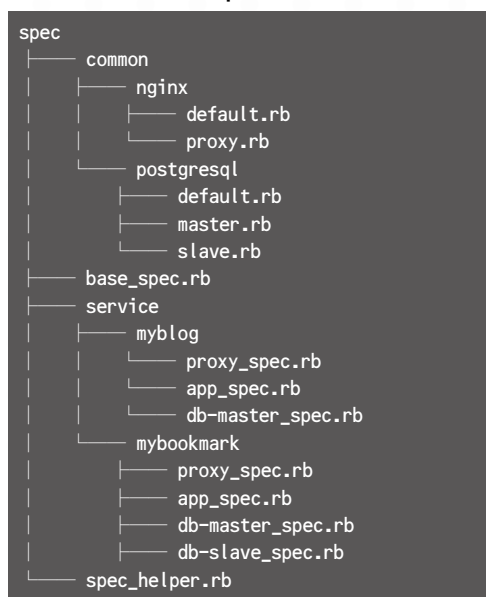 spec
├── common
│   ├── nginx
│   │   ├── default.rb
│   │   └── proxy.rb
│   └── postgresql
│       ├── default.rb
│       ├── master.rb
│       └── slave.rb
├── base_spec.rb
├── service
│   ├── myblog
│   │   └── proxy_spec.rb
│   │   └── app_spec.rb
│   │   └── db-master_spec.rb
│   └── mybookmark
│       ├── proxy_spec.rb
│       ├── app_spec.rb
│       ├── db-master_spec.rb
│       ├── db-slave_spec.rb
└── spec_helper.rb